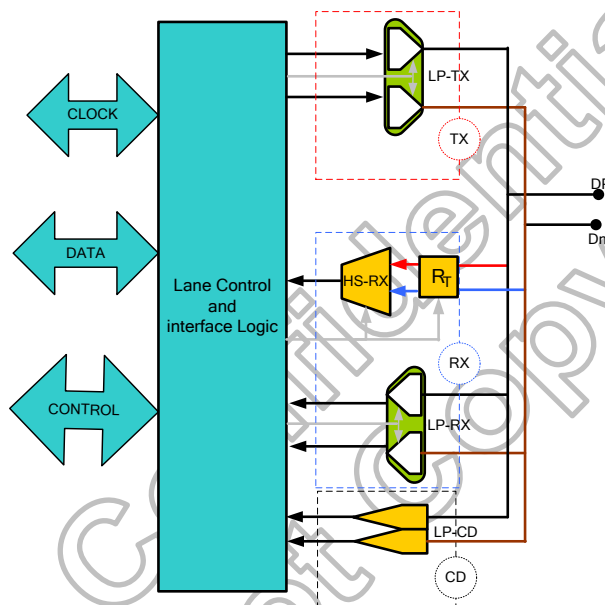 LP-TX
CLOCK
TX
Dp
Dn
DATA
HS-RX
RT
Lane Control
and
interface Logic
RX
CONTROL
LP-RX
LP-CD
CD